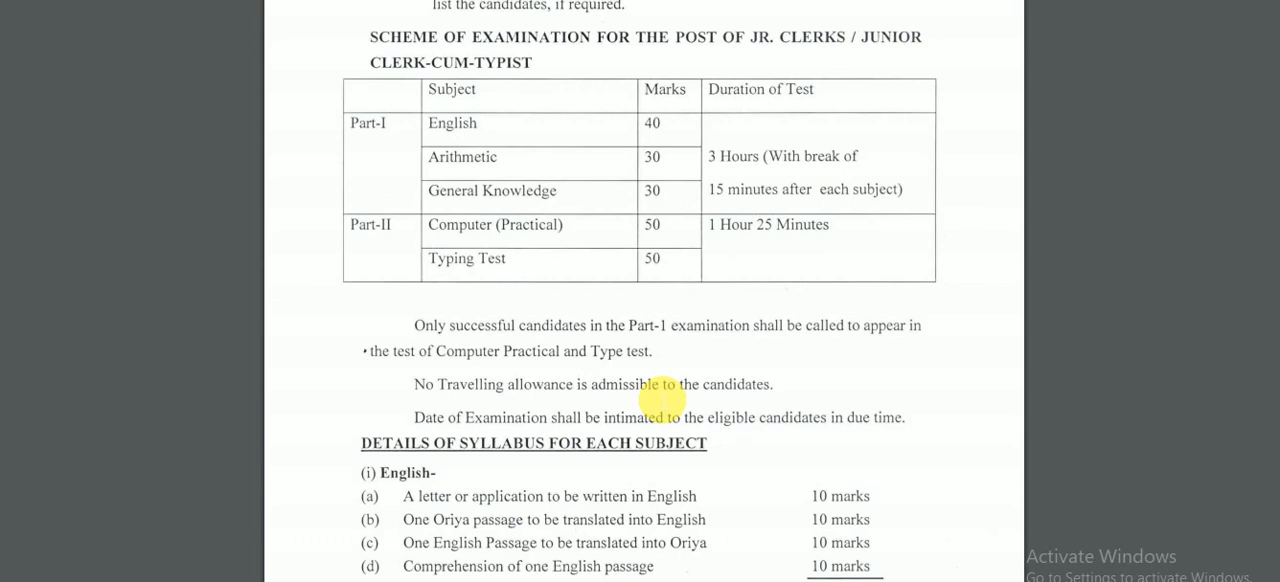 list the candidates, if required.
SCHEME OF EXAMINATION FOR THE POST OF JR. CLERKS / JUNIOR
CLERK-CUM-TYPIST
Subject Marks Duration of Test
Part-I English 40
Arithmetic 30 3 Hours (With break of
General Knowledge 30 15 minutes after each subject)
Part-II Computer (Practical) 50 1 Hour 25 Minutes
Typing Test 50
Only successful candidates in the Part-1 examination shall be called to appear in
the test of Computer Practical and Type test.
No Travelling allowance is admissible to the candidates.
Date of Examination shall be intimated to the eligible candidates in due time.
DETAILS OF SYLLABUS FOR EACH SUBJECT
(i) English-
(a) A letter or application to be written in English 10 marks
(b) One Oriya passage to be translated into English 10 marks
(c) One English Passage to be translated into Oriya 10 marks
(d) Comprehension of one English passage 10 marks
Activate Windows
Go to Settings to activate Windows.